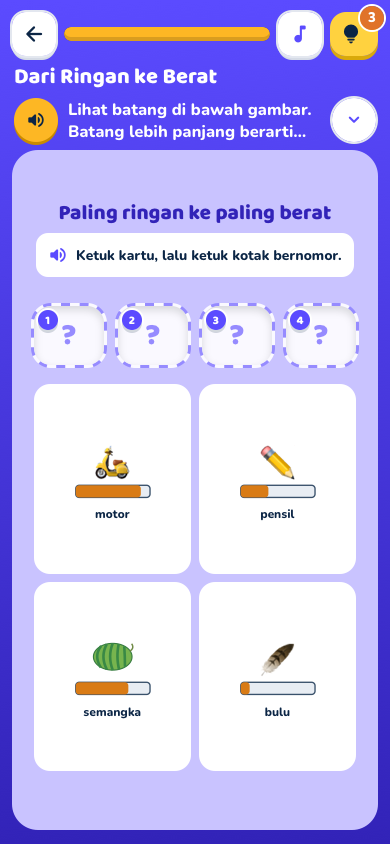 3
Dari Ringan ke Berat
Lihat batang di bawah gambar.
Batang lebih panjang berarti...
Paling ringan ke paling berat
Ketuk kartu, lalu ketuk kotak bernomor.
1 ? 2 ? 3 ? 4 ?
motor pensil
semangka bulu